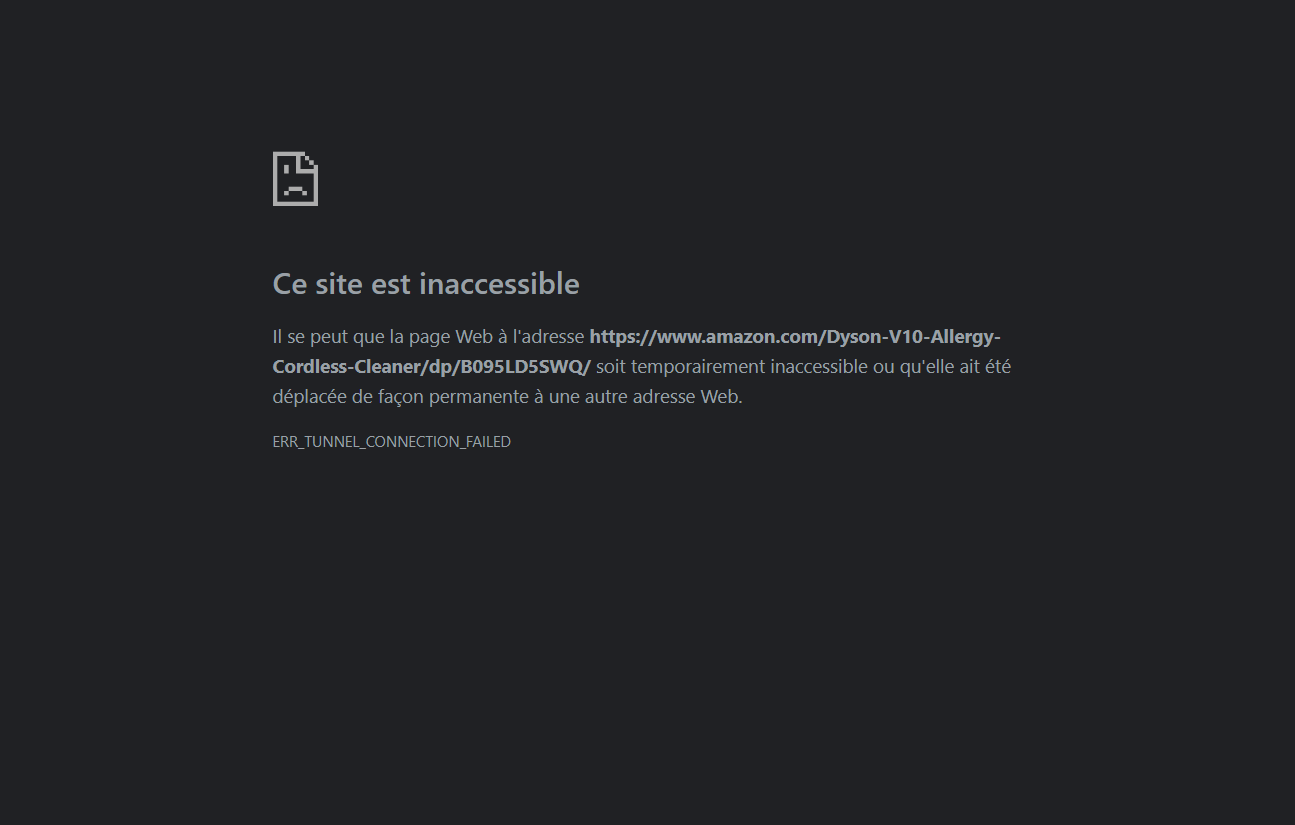 Ce site est inaccessible
Il se peut que la page Web à l'adresse https://www.amazon.com/Dyson-V10-Allergy-
Cordless-Cleaner/dp/B095LD5SWQ/ soit temporairement inaccessible ou qu'elle ait été
déplacée de façon permanente à une autre adresse Web.
ERR_TUNNEL_CONNECTION_FAILED